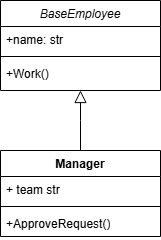 BaseEmployee
+name: str
+Work()
Manager
+ team str
+ApproveRequest()